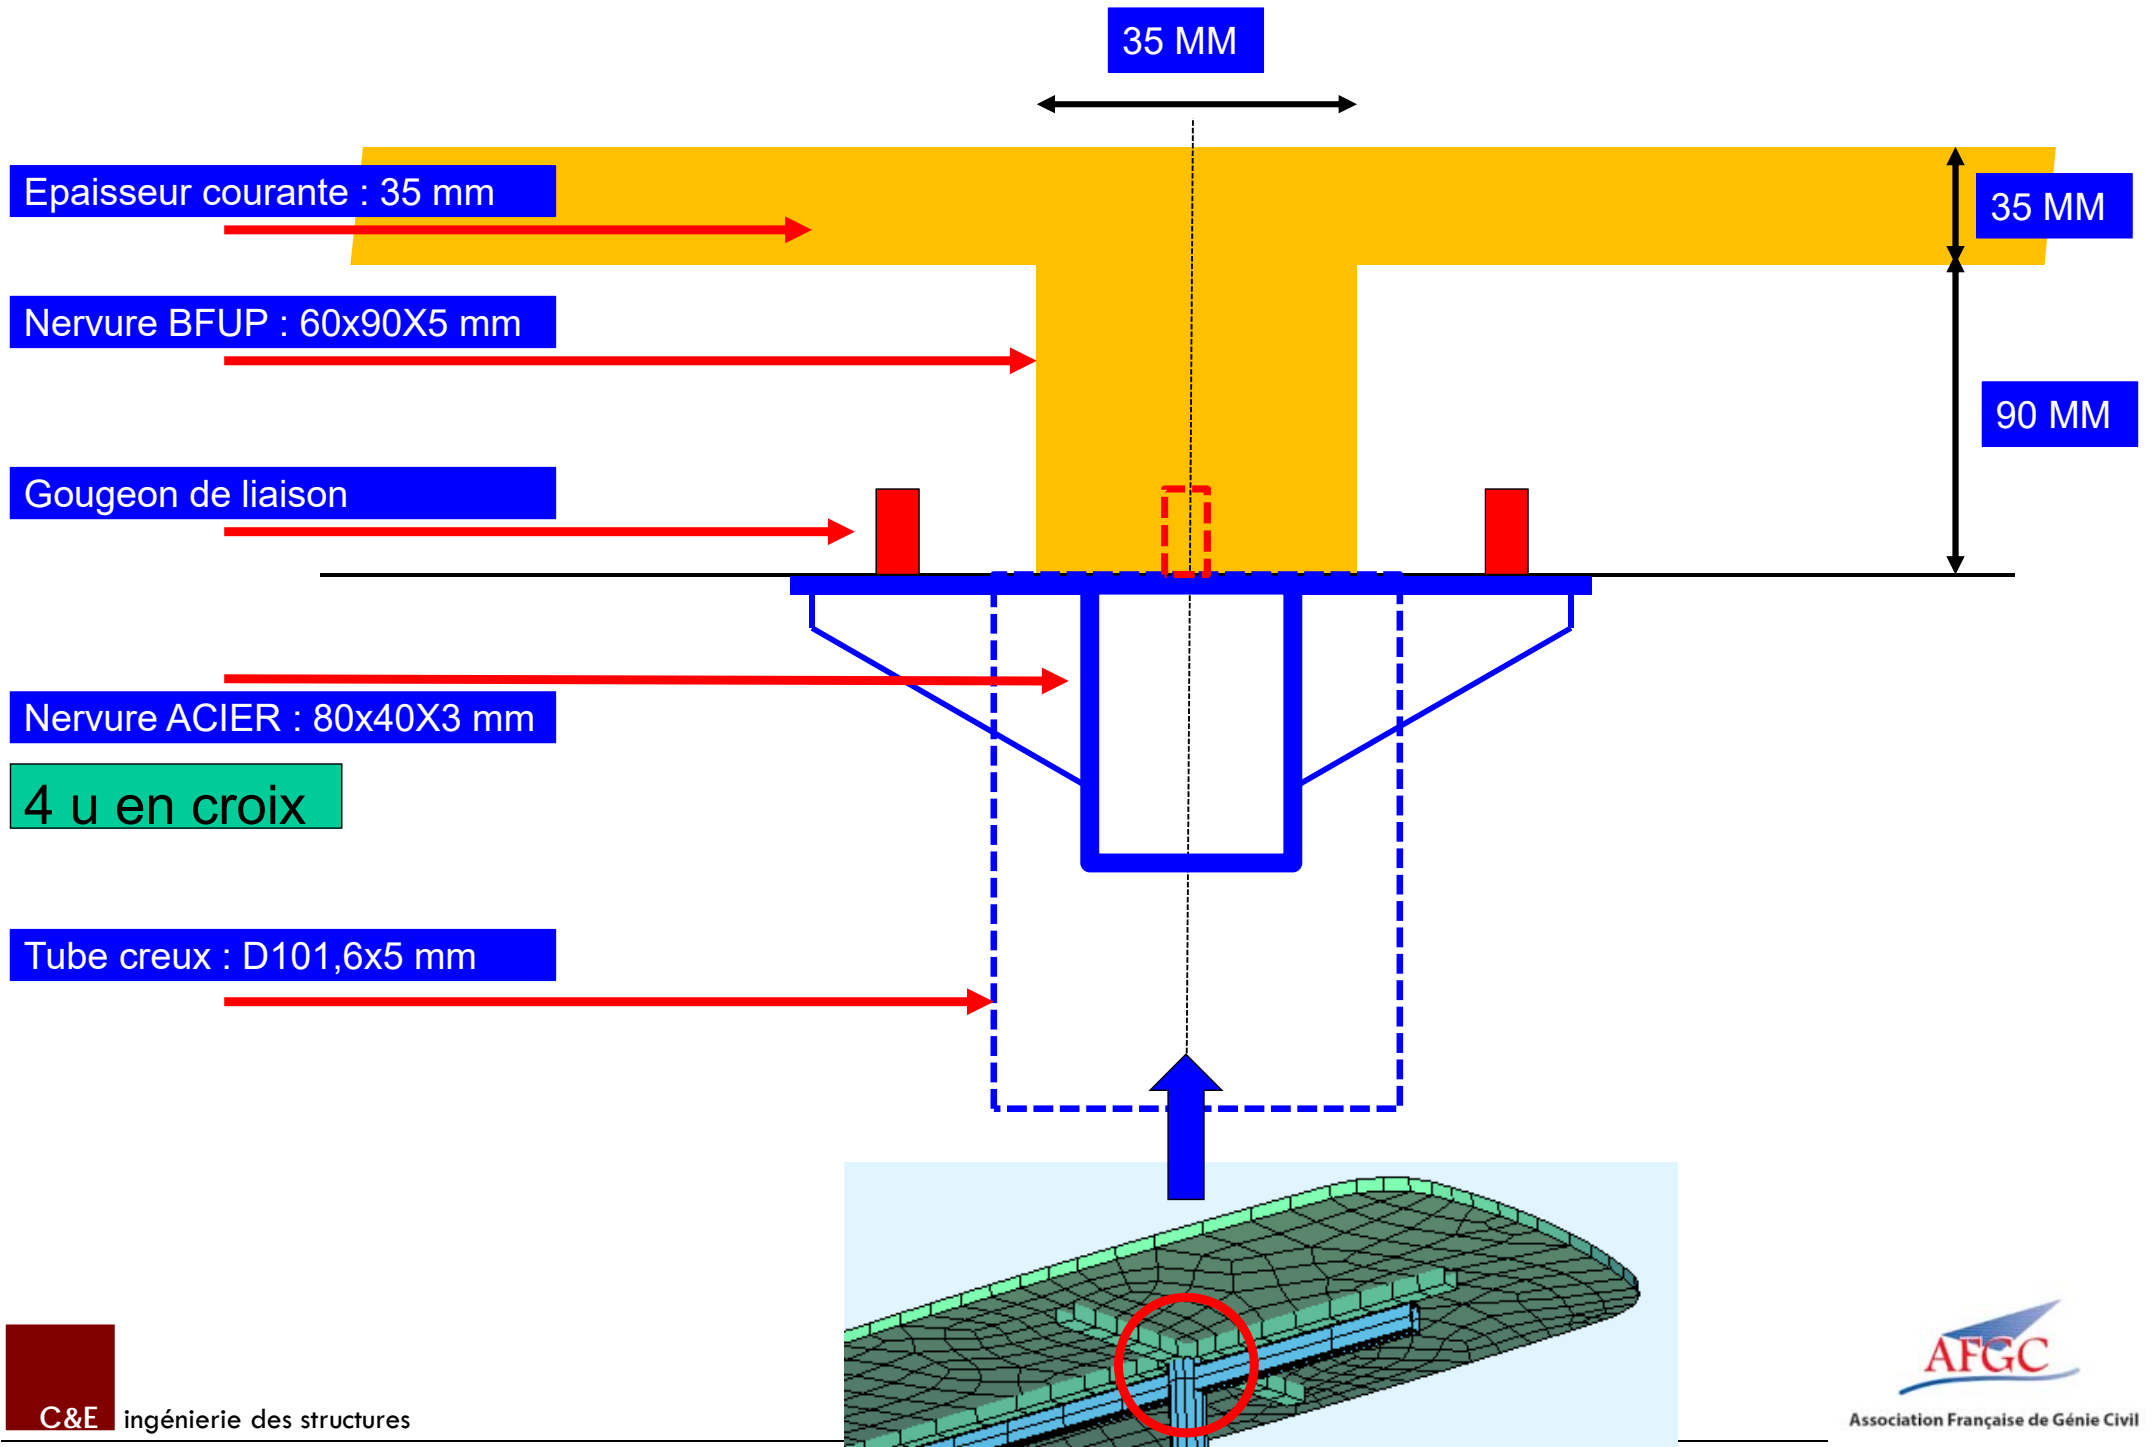 35 MM
Epaisseur courante : 35 mm
35 MM
Nervure BFUP : 60x90X5 mm
90 MM
Gougeon de liaison
Nervure ACIER : 80x40X3 mm
4 u en croix
Tube creux : D101,6x5 mm
C&E ingénierie des structures
AFGC
Association Française de Génie Civil